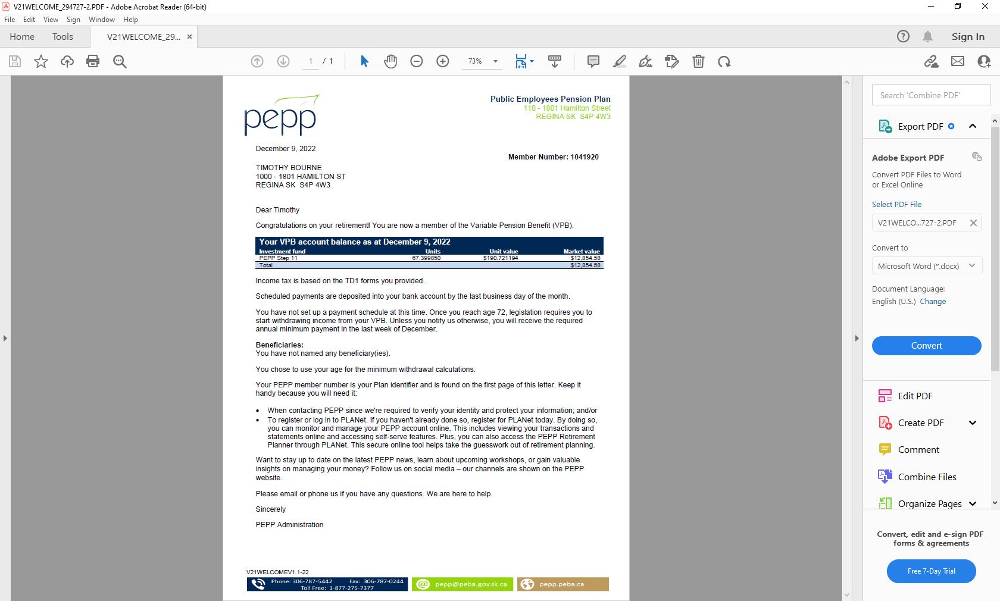 V21WELCOME_294727-2.PDF - Adobe Acrobat Reader (64-bit)
File Edit View Sign Window Help
Home Tools V21WELCOME_29... × Sign In
1 / 1 73%
pepp
Public Employees Pension Plan
110 - 1801 Hamilton Street
REGINA SK S4P 4W3
December 9, 2022
Member Number: 1041920
TIMOTHY BOURNE
1000 - 1801 HAMILTON ST
REGINA SK S4P 4W3
Dear Timothy
Congratulations on your retirement! You are now a member of the Variable Pension Benefit (VPB).
Your VPB account balance as at December 9, 2022
Investment fund Units Unit value Market value
PEPP Step 11 67.399850 $190.721194 $12,854.58
Total $12,854.58
Income tax is based on the TD1 forms you provided.
Scheduled payments are deposited into your bank account by the last business day of the month.
You have not set up a payment schedule at this time. Once you reach age 72, legislation requires you to
start withdrawing income from your VPB. Unless you notify us otherwise, you will receive the required
annual minimum payment in the last week of December.
Beneficiaries:
You have not named any beneficiary(ies).
You chose to use your age for the minimum withdrawal calculations.
Your PEPP member number is your Plan identifier and is found on the first page of this letter. Keep it
handy because you will need it:
• When contacting PEPP since we're required to verify your identity and protect your information; and/or
• To register or log in to PLANet. If you haven't already done so, register for PLANet today. By doing so,
you can monitor and manage your PEPP account online. This includes viewing your transactions and
statements online and accessing self-serve features. Plus, you can also access the PEPP Retirement
Planner through PLANet. This secure online tool helps take the guesswork out of retirement planning.
Want to stay up to date on the latest PEPP news, learn about upcoming workshops, or gain valuable
insights on managing your money? Follow us on social media – our channels are shown on the PEPP
website.
Please email or phone us if you have any questions. We are here to help.
Sincerely
PEPP Administration
V21WELCOMEV1.1-22
Phone: 306-787-5442 Fax: 306-787-0244
Toll Free: 1-877-275-7377
pepp@peba.gov.sk.ca
pepp.peba.ca
Search 'Combine PDF'
Export PDF
Adobe Export PDF
Convert PDF Files to Word
or Excel Online
Select PDF File
V21WELCO...727-2.PDF
Convert to
Microsoft Word (*.docx)
Document Language:
English (U.S.) Change
Convert
Edit PDF
Create PDF
Comment
Combine Files
Organize Pages
Convert, edit and e-sign PDF
forms & agreements
Free 7-Day Trial